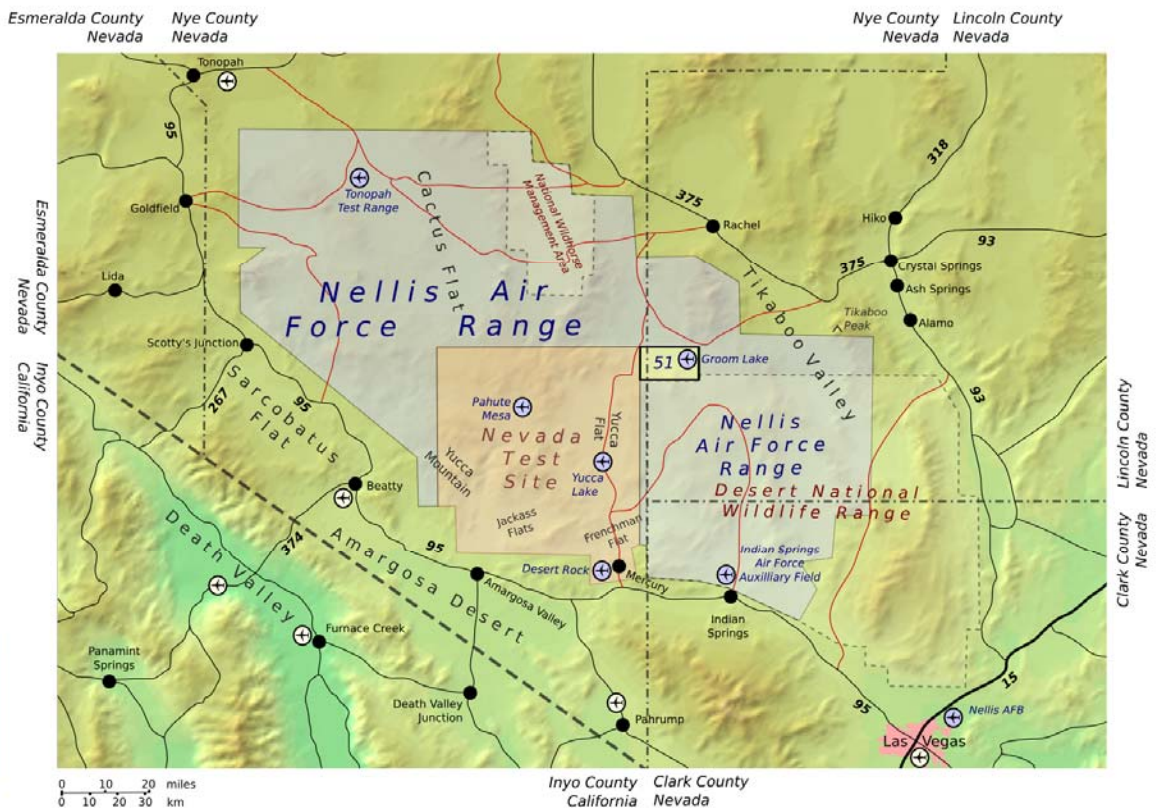 Esmeralda County
Nevada
Nye County
Nevada
Nye County
Nevada
Lincoln County
Nevada
Tonopah
95
318
Tonopah
Test Range
Cactus Flat
National Wildhorse
Management Area
375
Rachel
Hiko
93
Goldfield
Esmeralda County
Nevada
Lida
Crystal Springs
375
Ash Springs
Tikaboo Valley
Tikaboo
Peak
Alamo
Nellis Air
Force Range
Scotty's Junction
51
Groom Lake
Inyo County
California
267
95
Sarcobatus
Flat
93
Pahute
Mesa
Yucca
Flat
Nevada
Test
Site
Nellis
Air Force
Range
Yucca
Mountain
Yucca
Lake
Lincoln County
Nevada
Beatty
Desert National
Wildlife Range
Jackass
Flats
Frenchman
Flat
Death Valley
374
Amargosa Desert
95
Clark County
Nevada
Indian Springs
Air Force
Auxilliary Field
Desert Rock
Mercury
Amargosa Valley
Indian
Springs
Furnace Creek
Panamint
Springs
Death Valley
Junction
Pahrump
95
15
Nellis AFB
Las Vegas
0 10 20 miles
0 10 20 30 km
Inyo County
California
Clark County
Nevada